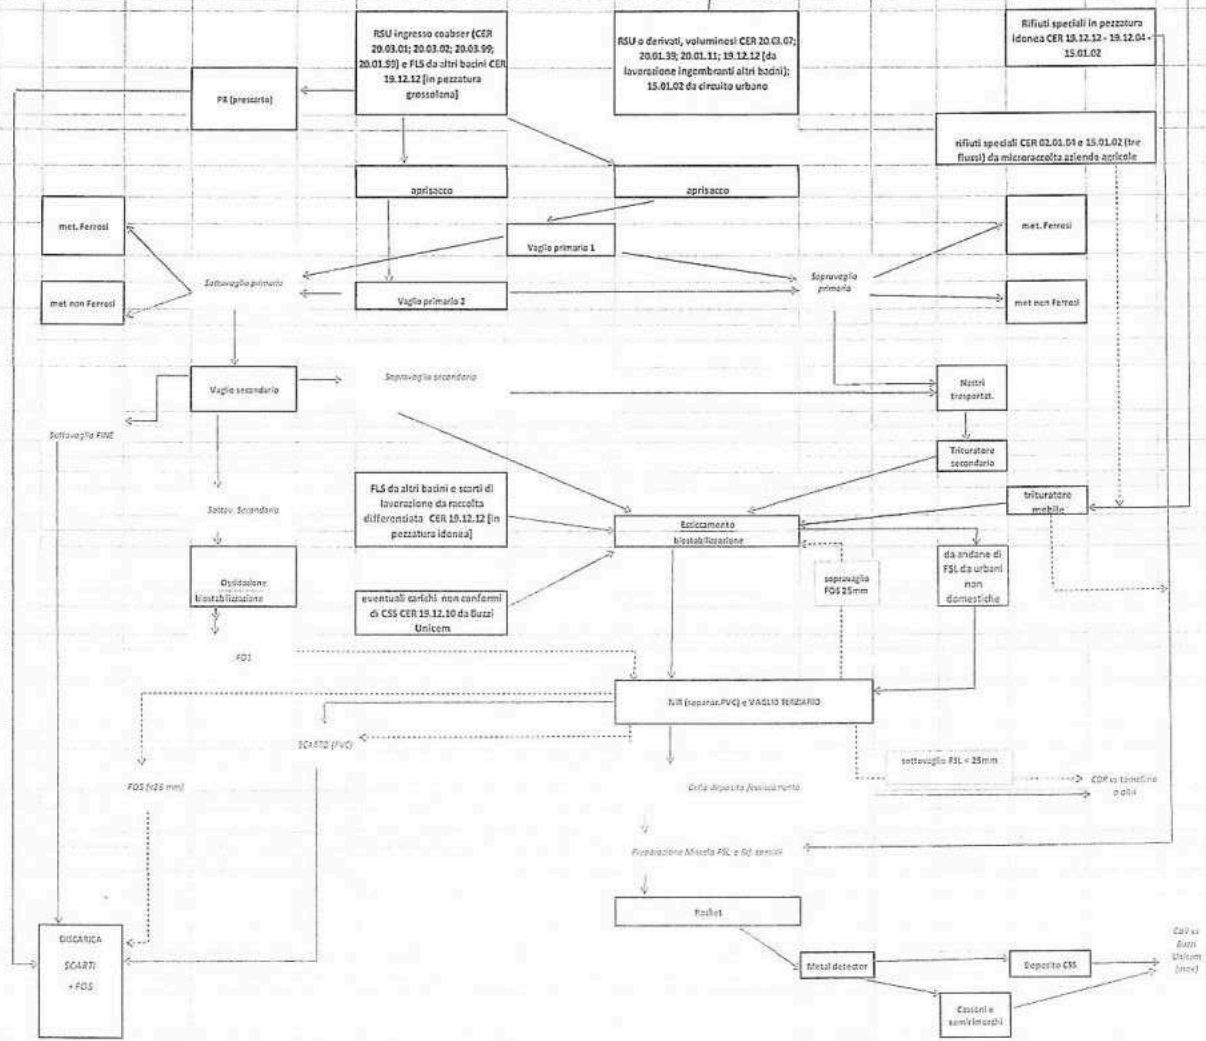 RSU ingresso coabser (CER
20.03.01; 20.03.02; 20.03.99;
20.01.99) e FLS da altri bacini CER
19.12.12 [in pezzatura
grossolana]
RSU o derivati, voluminosi CER 20.03.07;
20.01.39; 20.01.11; 19.12.12 [da
lavorazione ingombranti altri bacini);
15.01.02 da circuito urbano
Rifiuti speciali in pezzatura
idonea CER 19.12.12 - 19.12.04 -
15.01.02
PR (prescarto)
rifiuti speciali CER 02.01.04 e 15.01.02 (tre
flussi) da microraccolta aziende agricole
aprisacco
aprisacco
met. Ferrosi
Vaglio primario 1
met. Ferrosi
Sottovaglio primario
Sopravaglio
primario
met non Ferrosi
Vaglio primario 2
met non Ferrosi
Vaglio secondario
Sopravaglio secondario
Nastri
trasportat.
Sottovaglio FINE
Trituratore
secondario
FLS da altri bacini e scarti di
lavorazione da raccolta
differenziata CER 19.12.12 [in
pezzatura idonea]
trituratore
mobile
Sottov. Secondario
Essiccamento
biostabilizzazione
Ossidazione
biostabilizzazione
da andane di
FSL da urbani
non
domestiche
sopravaglio
FOS 25mm
eventuali carichi non conformi
di CSS CER 19.12.10 da Buzzi
Unicem
FOS
NIR (separaz.PVC) e VAGLIO TERZIARIO
SCARTO (PVC)
sottovaglio FSL < 25mm
FOS (<25 mm)
Cella deposito
CDR vs
o altri
Preparazione Miscela FSL e Rif. speciali
Rocket
DISCARICA
SCARTI
+ FOS
Metal detector
Deposito CSS
Cassoni e
semirimorchi
Buzzi
Unicem